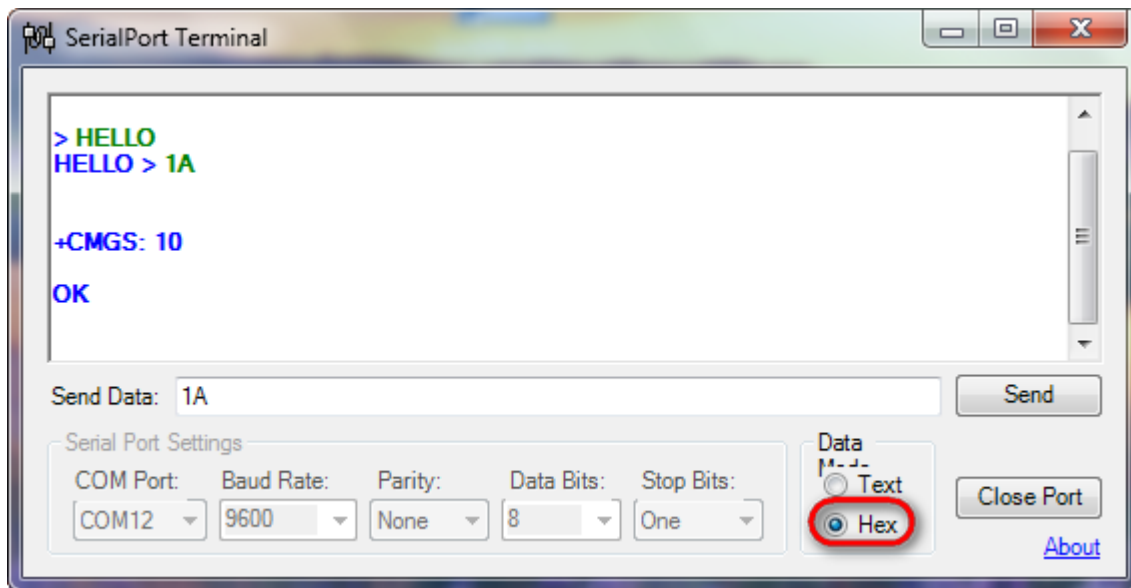 SerialPort Terminal
> HELLO
HELLO > 1A
+CMGS: 10
OK
Send Data: 1A Send
Serial Port Settings
Data
COM Port: Baud Rate: Parity: Data Bits: Stop Bits:
COM12 9600 None 8 One
Text
Hex
Close Port
About